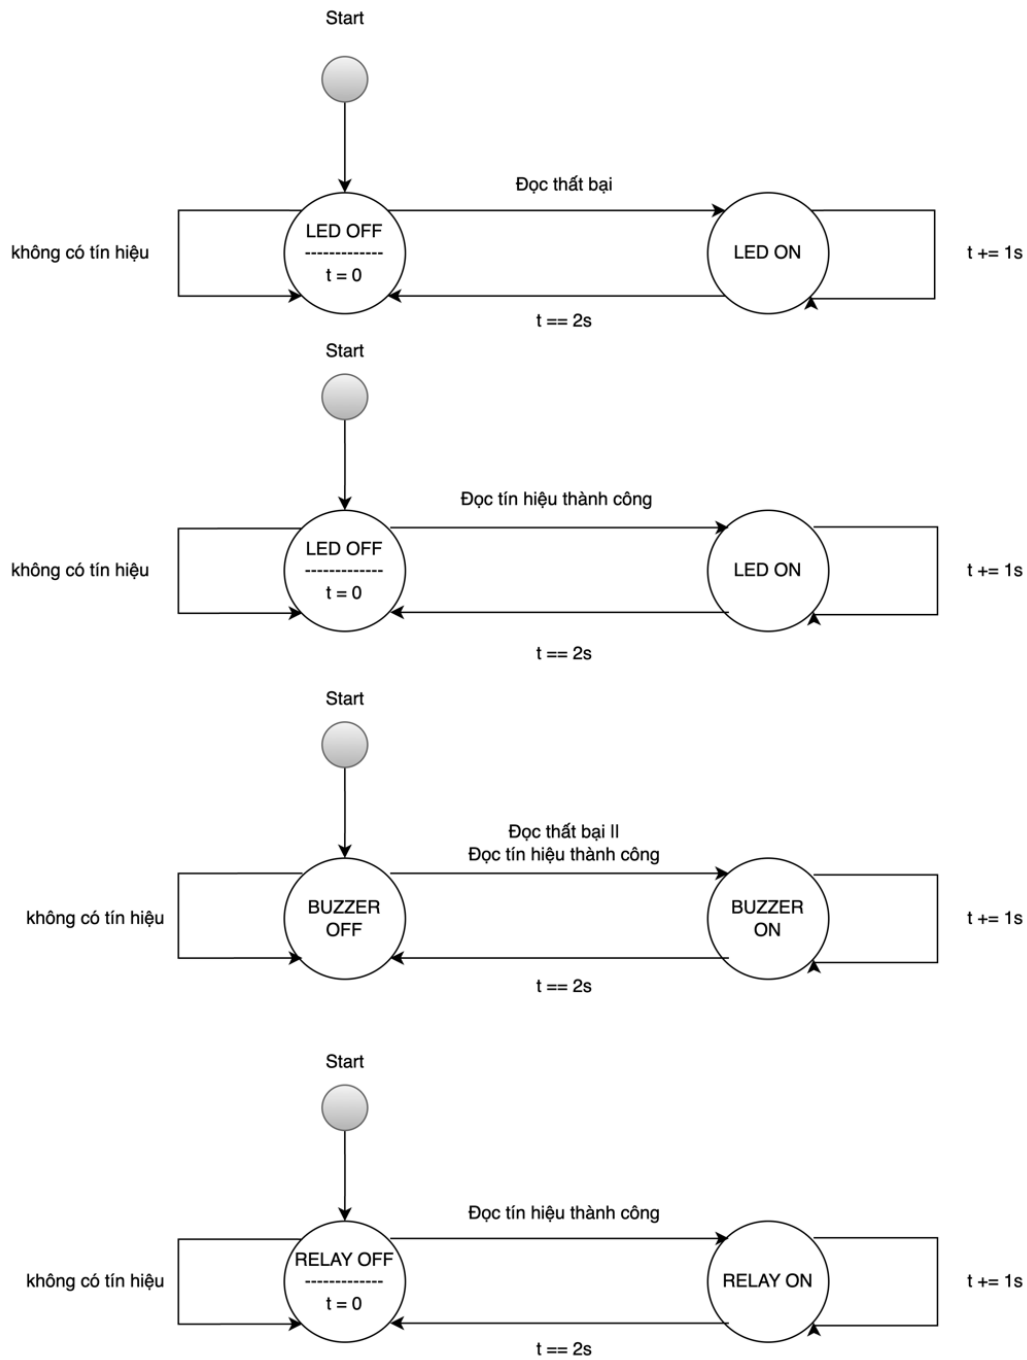 Start
Đọc thất bại
LED OFF
-------------
t = 0
LED ON
không có tín hiệu
t += 1s
t == 2s
Start
Đọc tín hiệu thành công
LED OFF
-------------
t = 0
LED ON
không có tín hiệu
t += 1s
t == 2s
Start
Đọc thất bại ||
Đọc tín hiệu thành công
BUZZER
OFF
BUZZER
ON
không có tín hiệu
t += 1s
t == 2s
Start
Đọc tín hiệu thành công
RELAY OFF
-------------
t = 0
RELAY ON
không có tín hiệu
t += 1s
t == 2s